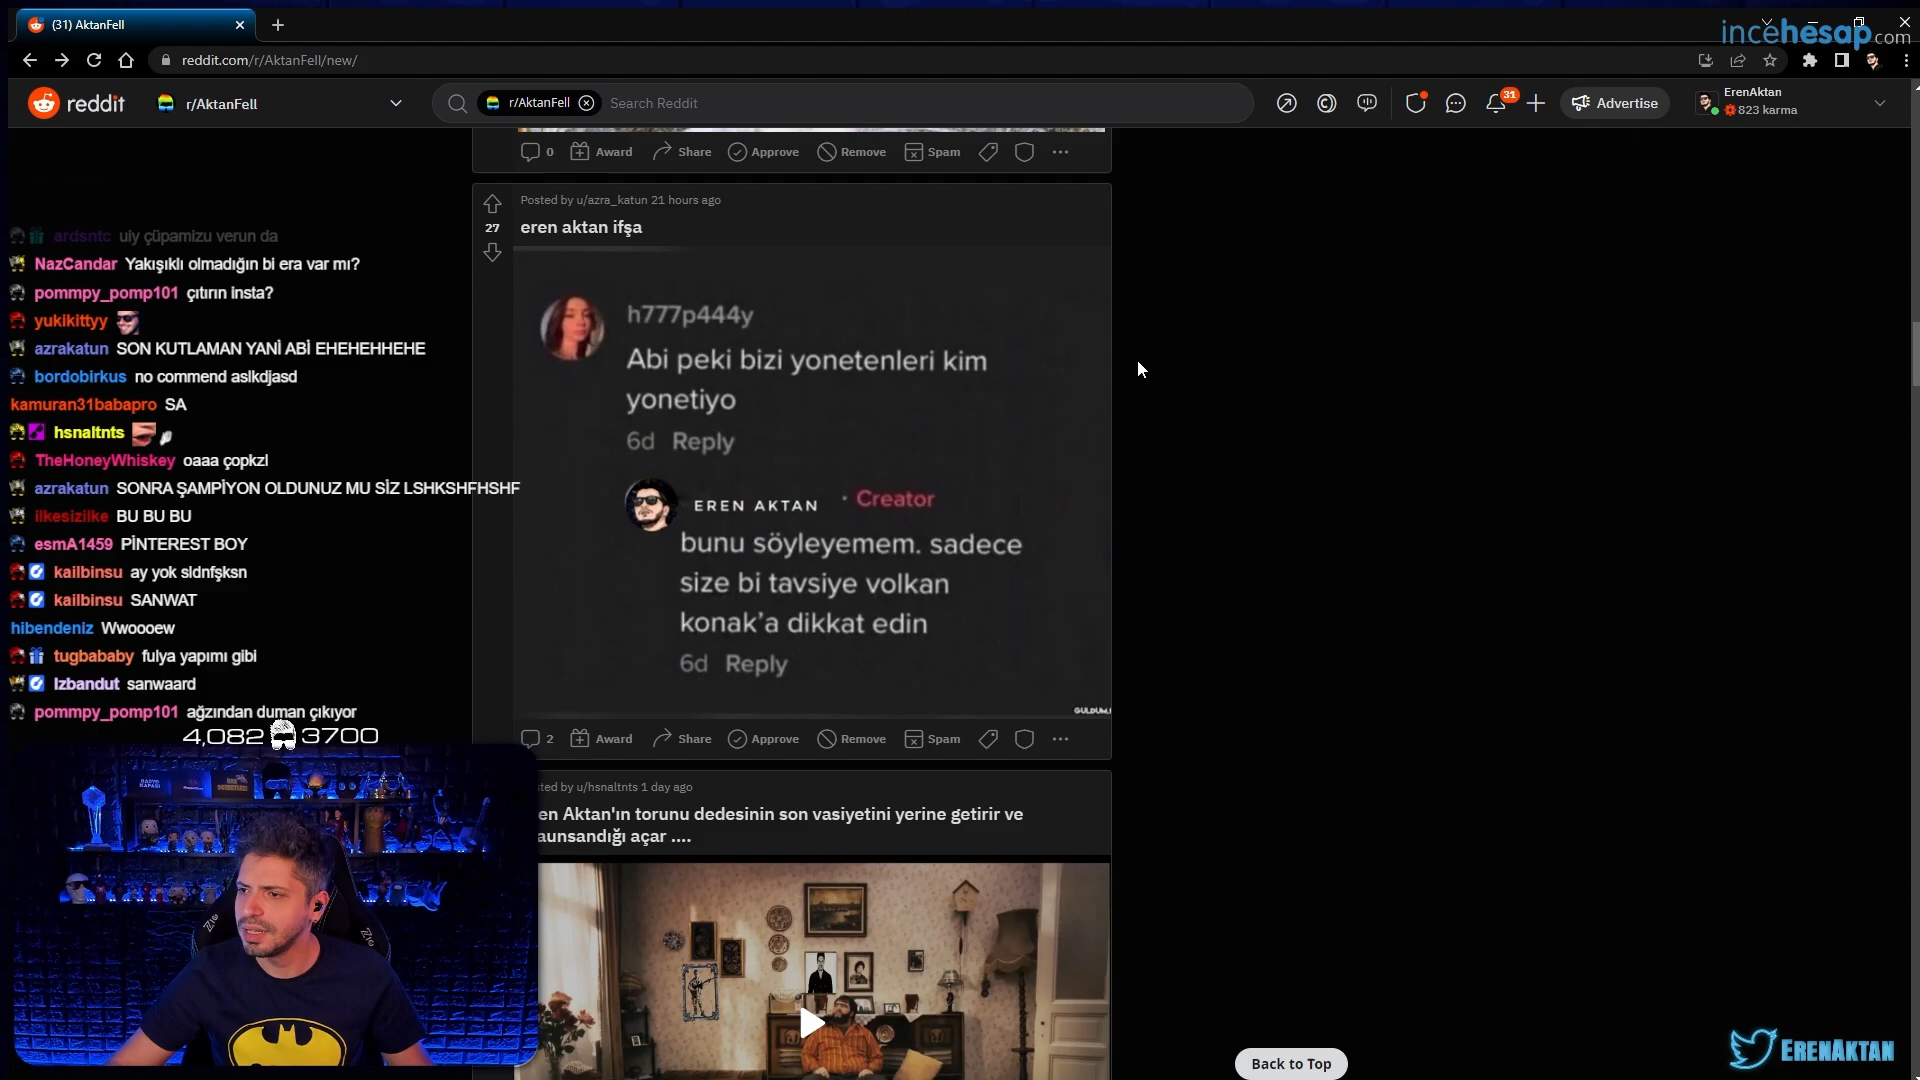 (31) AktanFell
incehesap.com
reddit.com/r/AktanFell/new/
reddit
r/AktanFell
r/AktanFell
Search Reddit
31
Advertise
ErenAktan
823 karma
0
Award
Share
Approve
Remove
Spam
Posted by u/azra_katun 21 hours ago
27
eren aktan ifşa
h777p444y
Abi peki bizi yonetenleri kim
yonetiyo
6d Reply
EREN AKTAN · Creator
bunu söyleyemem. sadece
size bi tavsiye volkan
konak’a dikkat edin
6d Reply
2
Award
Share
Approve
Remove
Spam
u/hsnaltnts 1 day ago
Aktan'ın torunu dedesinin son vasiyetini yerine getirir ve
açar ....
Back to Top
ardsntc uiy çüpamizu verun da
NazCandar Yakışıklı olmadığın bi era var mı?
pommpy_pomp101 çıtırın insta?
yukikittyy
azrakatun SON KUTLAMAN YANİ ABİ EHEHEHHEHE
bordobirkus no commend aslkdjasd
kamuran31babapro SA
hsnaltnts
TheHoneyWhiskey oaaa çopkzl
azrakatun SONRA ŞAMPİYON OLDUNUZ MU SİZ LSHKSHFHSHF
ilkesizilke BU BU BU
esmA1459 PİNTEREST BOY
kailbinsu ay yok sldnfşksn
kailbinsu SANWAT
hibendeniz Wwoooew
tugbababy fulya yapımı gibi
Izbandut sanwaard
pommpy_pomp101 ağzından duman çıkıyor
4,082 3700
ERENAKTAN